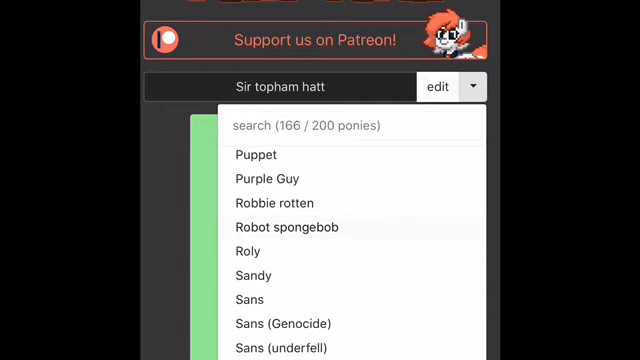 Support us on Patreon!
Sir topham hatt
edit
search (166 / 200 ponies)
Puppet
Purple Guy
Robbie rotten
Robot spongebob
Roly
Sandy
Sans
Sans (Genocide)
Sans (underfell)